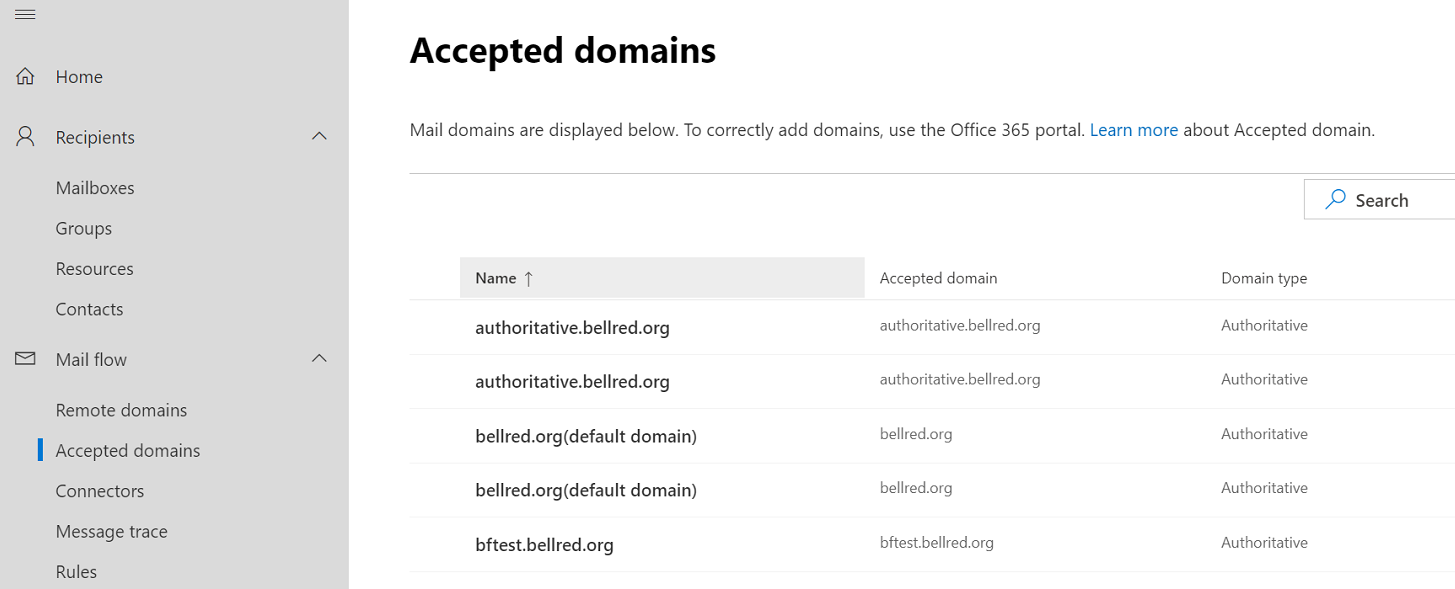 Home
Recipients
Mailboxes
Groups
Resources
Contacts
Mail flow
Remote domains
Accepted domains
Connectors
Message trace
Rules
Accepted domains
Mail domains are displayed below. To correctly add domains, use the Office 365 portal. Learn more about Accepted domain.
Search
Name ↑ Accepted domain Domain type
authoritative.bellred.org authoritative.bellred.org Authoritative
authoritative.bellred.org authoritative.bellred.org Authoritative
bellred.org(default domain) bellred.org Authoritative
bellred.org(default domain) bellred.org Authoritative
bftest.bellred.org bftest.bellred.org Authoritative